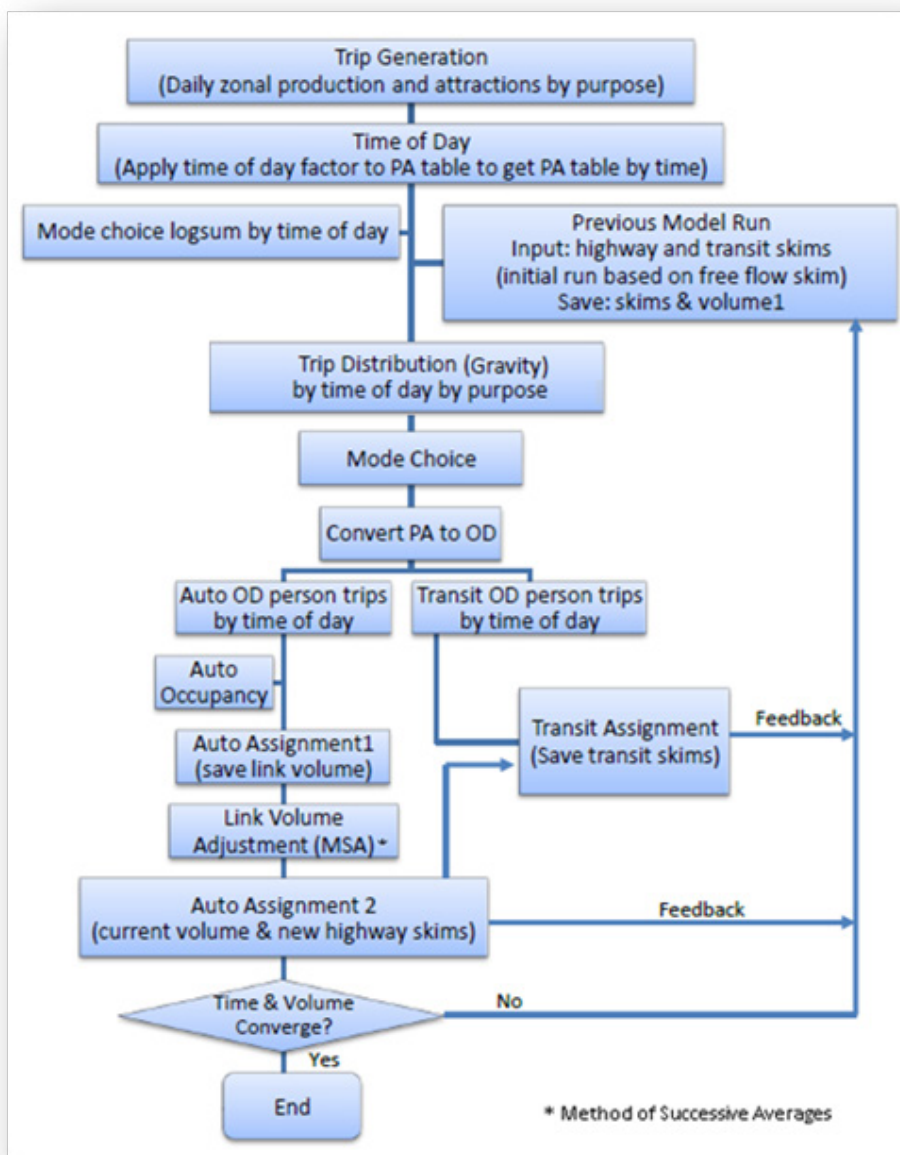 Trip Generation
(Daily zonal production and attractions by purpose)
Time of Day
(Apply time of day factor to PA table to get PA table by time)
Mode choice logsum by time of day
Previous Model Run
Input: highway and transit skims
(initial run based on free flow skim)
Save: skims & volume1
Trip Distribution (Gravity)
by time of day by purpose
Mode Choice
Convert PA to OD
Auto OD person trips
by time of day
Transit OD person trips
by time of day
Auto
Occupancy
Transit Assignment
(Save transit skims)
Feedback
Auto Assignment1
(save link volume)
Link Volume
Adjustment (MSA)*
Auto Assignment 2
(current volume & new highway skims)
Feedback
Time & Volume
Converge?
No
Yes
End
* Method of Successive Averages